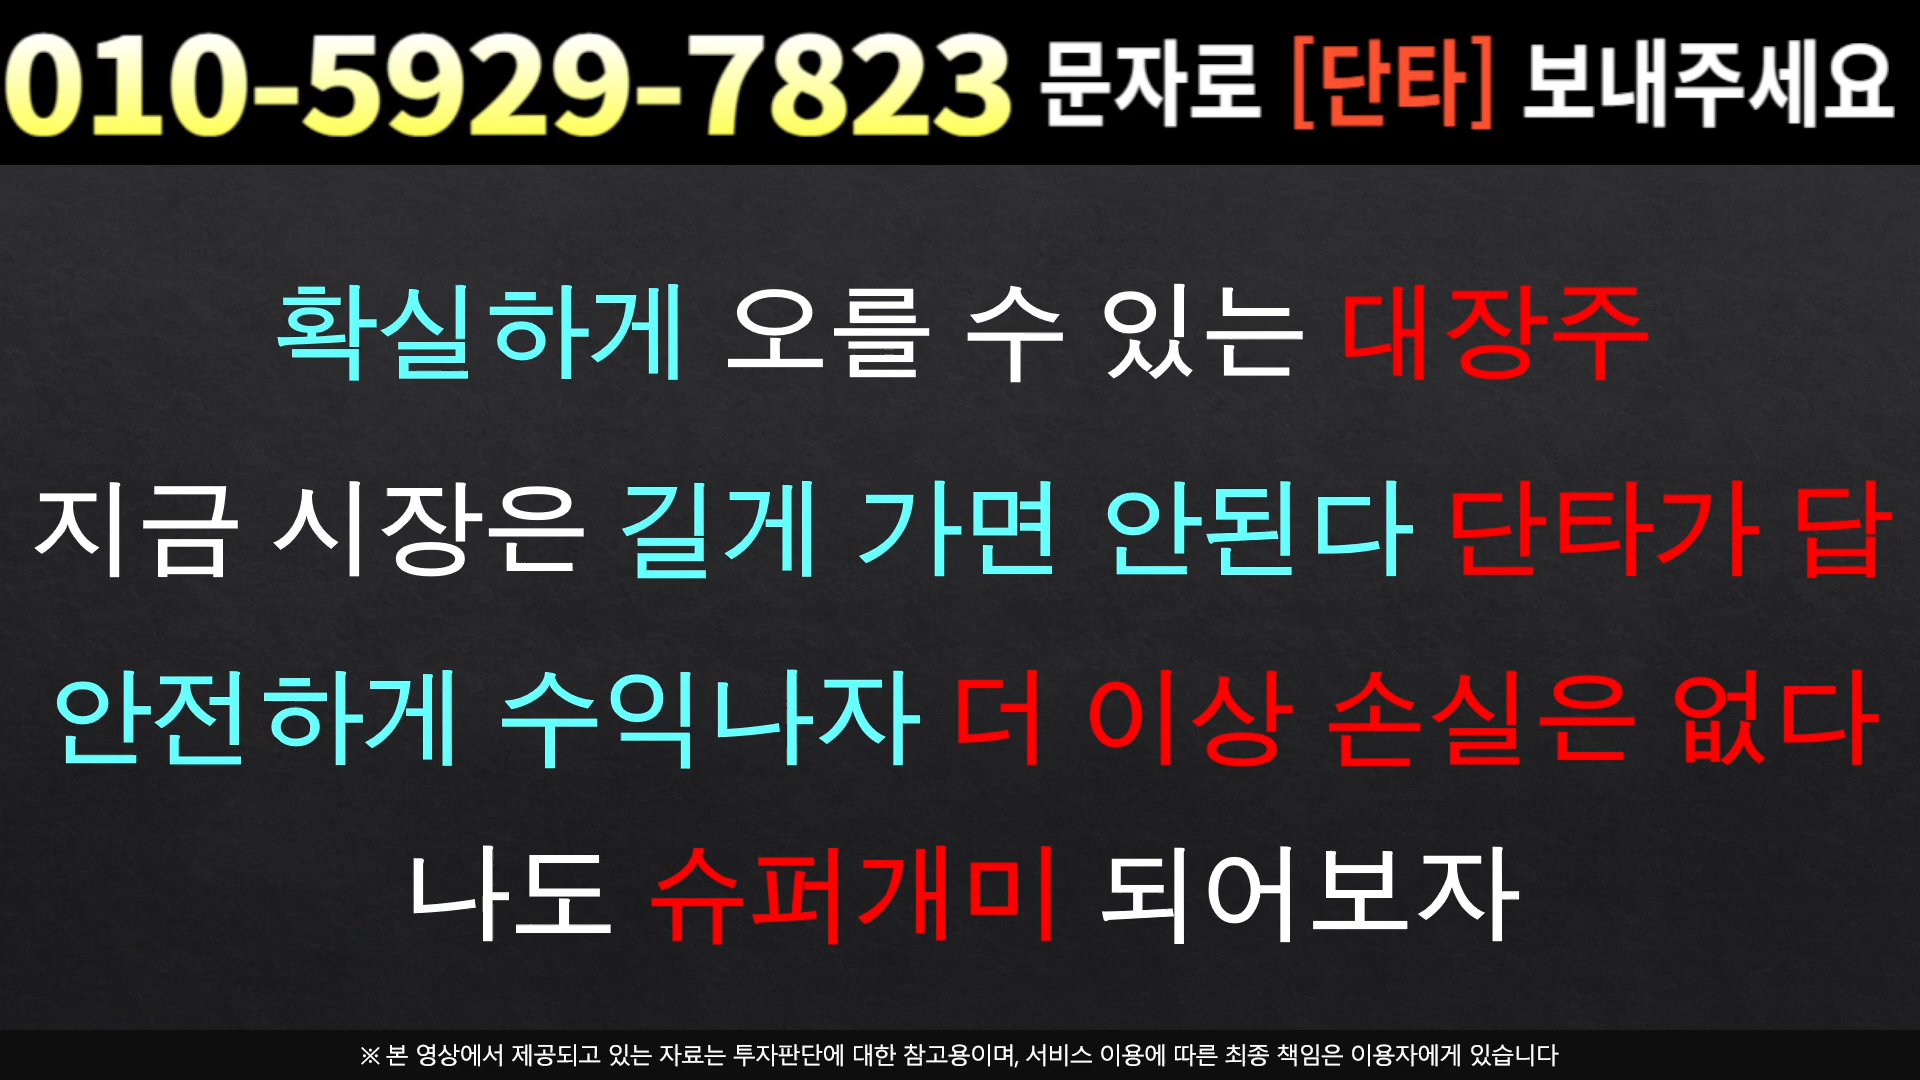 010-5929-7823 문자로 [단타] 보내주세요
확실하게 오를 수 있는 대장주
지금 시장은 길게 가면 안된다 단타가 답
안전하게 수익나자 더 이상 손실은 없다
나도 슈퍼개미 되어보자
※ 본 영상에서 제공되고 있는 자료는 투자판단에 대한 참고용이며, 서비스 이용에 따른 최종 책임은 이용자에게 있습니다